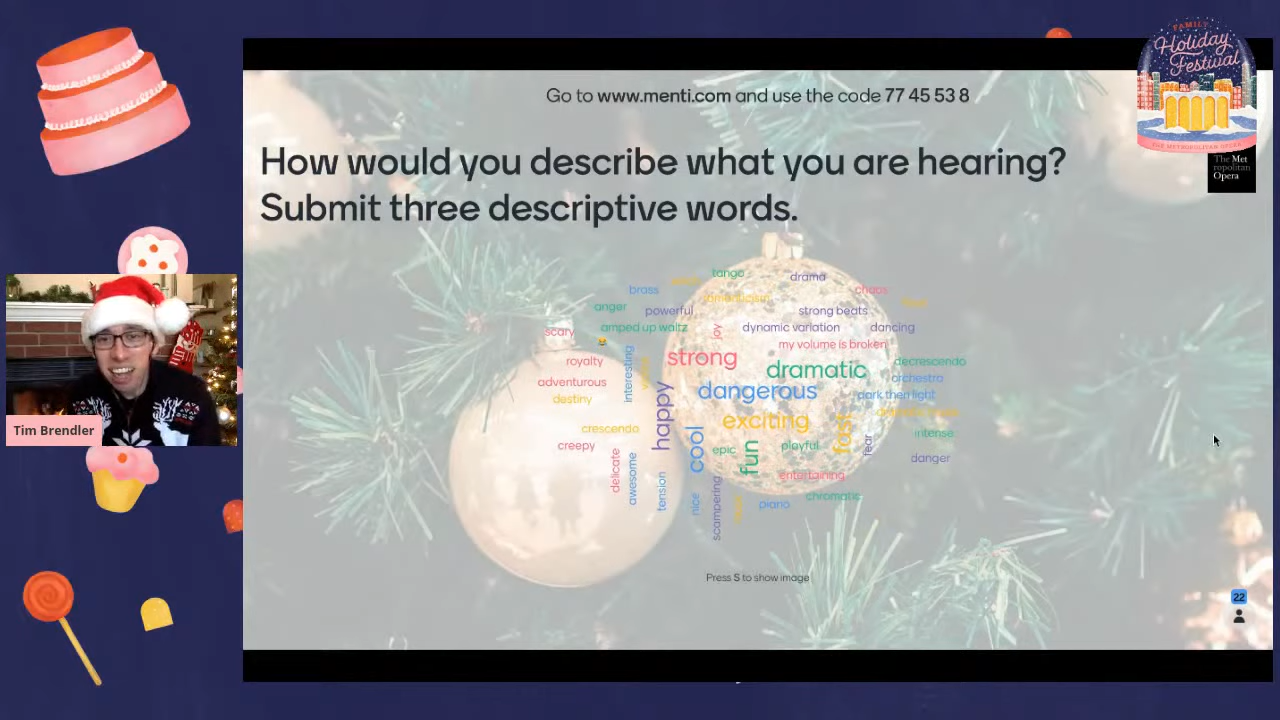 FAMILY
Holiday
Festival
THE METROPOLITAN OPERA
The Met
ropolitan
Opera
Go to www.menti.com and use the code 77 45 53 8
How would you describe what you are hearing?
Submit three descriptive words.
tango
drama
brass
chaos
romanticism
anger
powerful
strong beats
amped up waltz
joy
dynamic variation
dancing
scary
my volume is broken
royalty
interesting
strong
dramatic
decrescendo
orchestra
adventurous
dangerous
dark then light
destiny
happy
exciting
fast
crescendo
cool
intense
creepy
epic
fun
playful
fear
danger
delicate
awesome
tension
entertaining
nice
scampering
piano
chromatic
Press S to show image
22
Tim Brendler